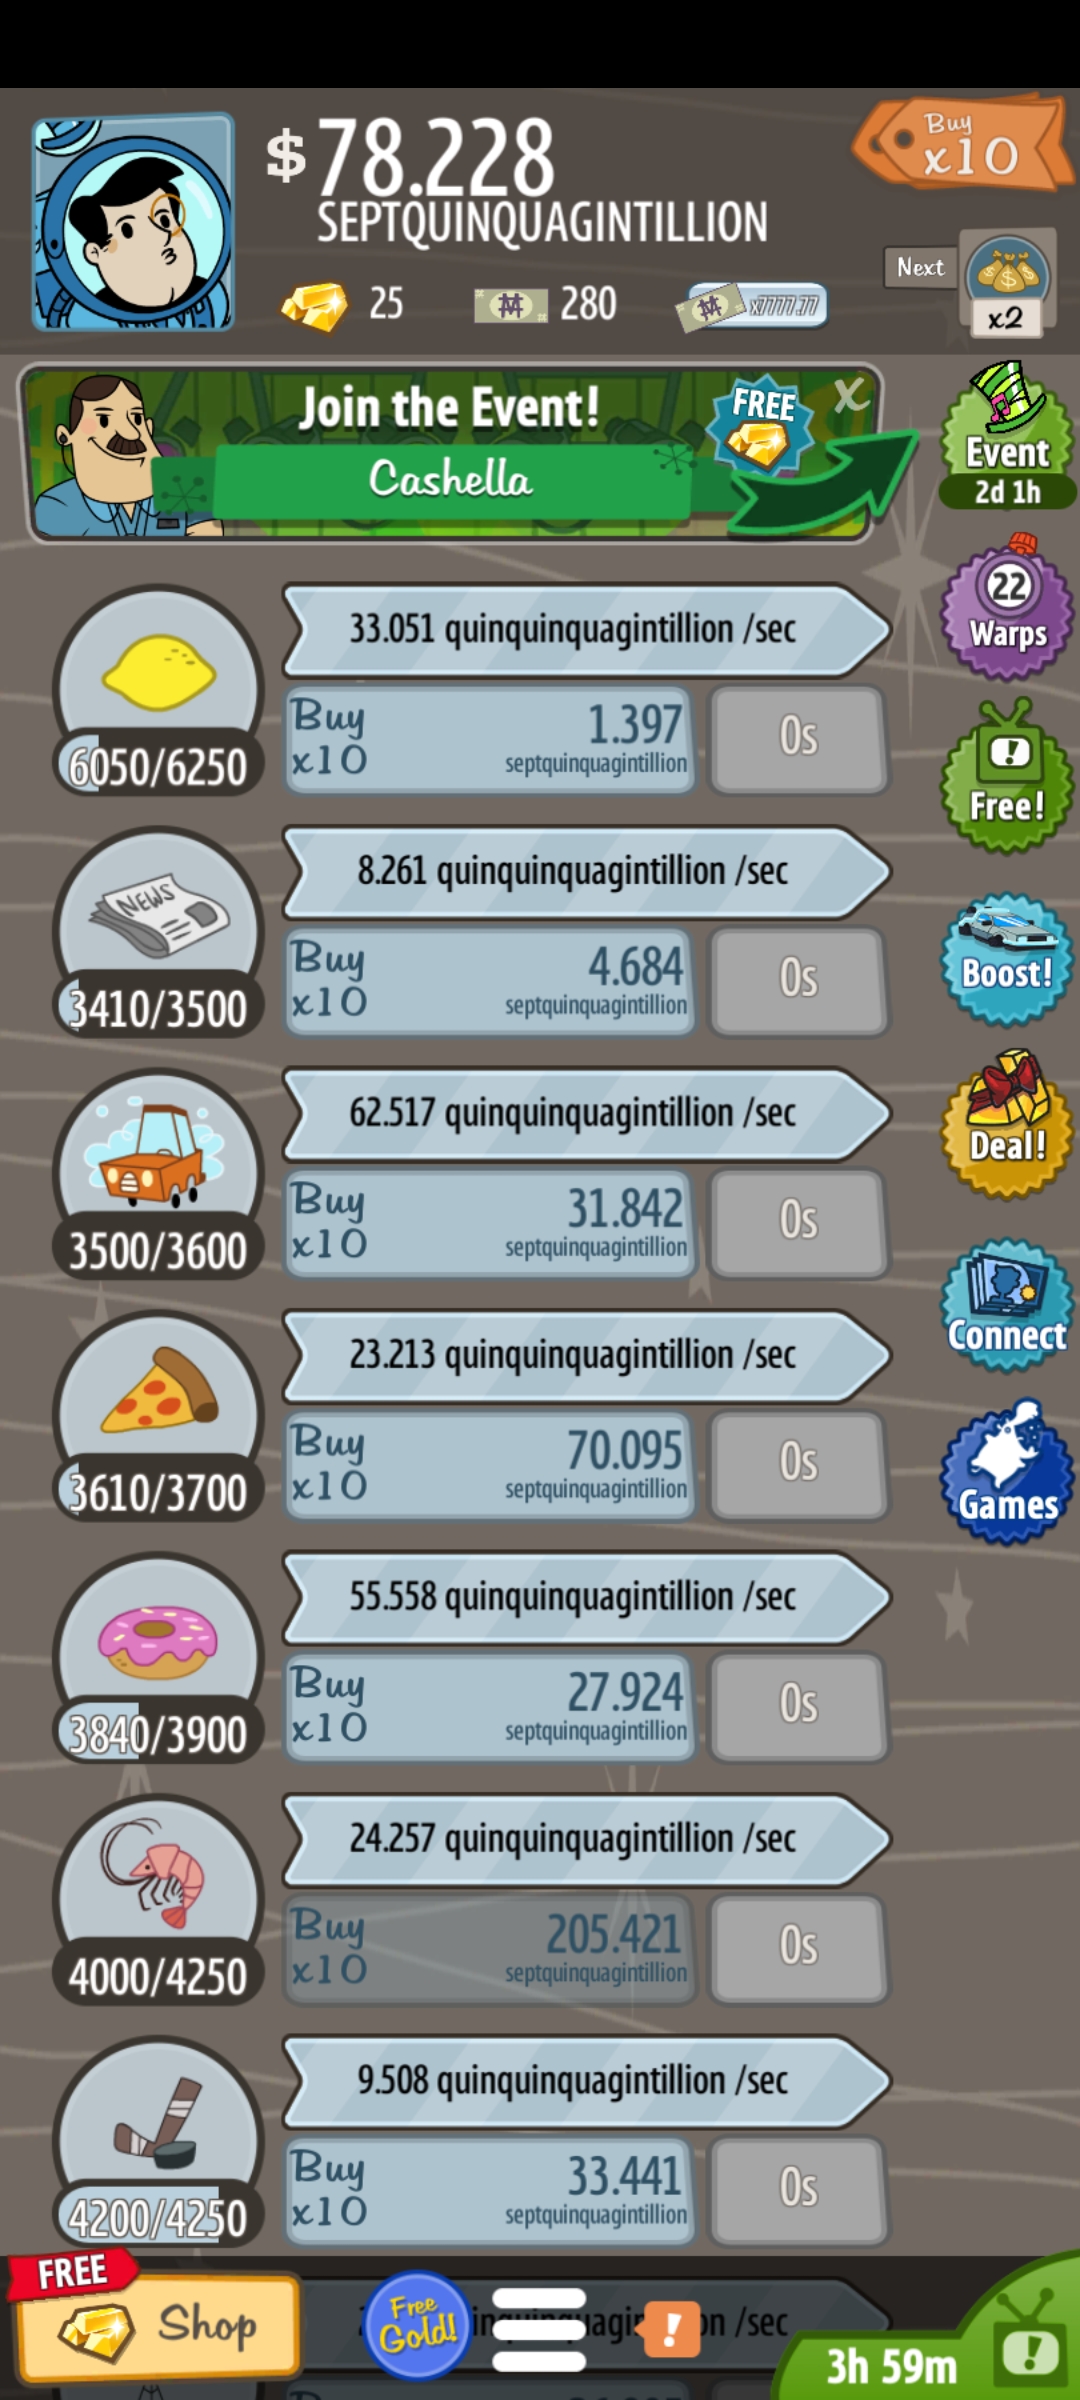 $78.228
SEPTQUINQUAGINTILLION
Buy
x10
25
280
x7777.77
Next
x2
Join the Event!
FREE
X
Cashella
Event
2d 1h
33.051 quinquinquagintillion /sec
22
Warps
Buy
x10
1.397
septquinquagintillion
0s
6050/6250
Free!
NEWS
8.261 quinquinquagintillion /sec
Buy
x10
4.684
septquinquagintillion
0s
3410/3500
Boost!
62.517 quinquinquagintillion /sec
Deal!
Buy
x10
31.842
septquinquagintillion
0s
3500/3600
Connect
23.213 quinquinquagintillion /sec
Buy
x10
70.095
septquinquagintillion
0s
3610/3700
Games
55.558 quinquinquagintillion /sec
Buy
x10
27.924
septquinquagintillion
0s
3840/3900
24.257 quinquinquagintillion /sec
Buy
x10
205.421
septquinquagintillion
0s
4000/4250
9.508 quinquinquagintillion /sec
Buy
x10
33.441
septquinquagintillion
0s
4200/4250
FREE
Shop
Free
Gold!
!
/sec
3h 59m
!